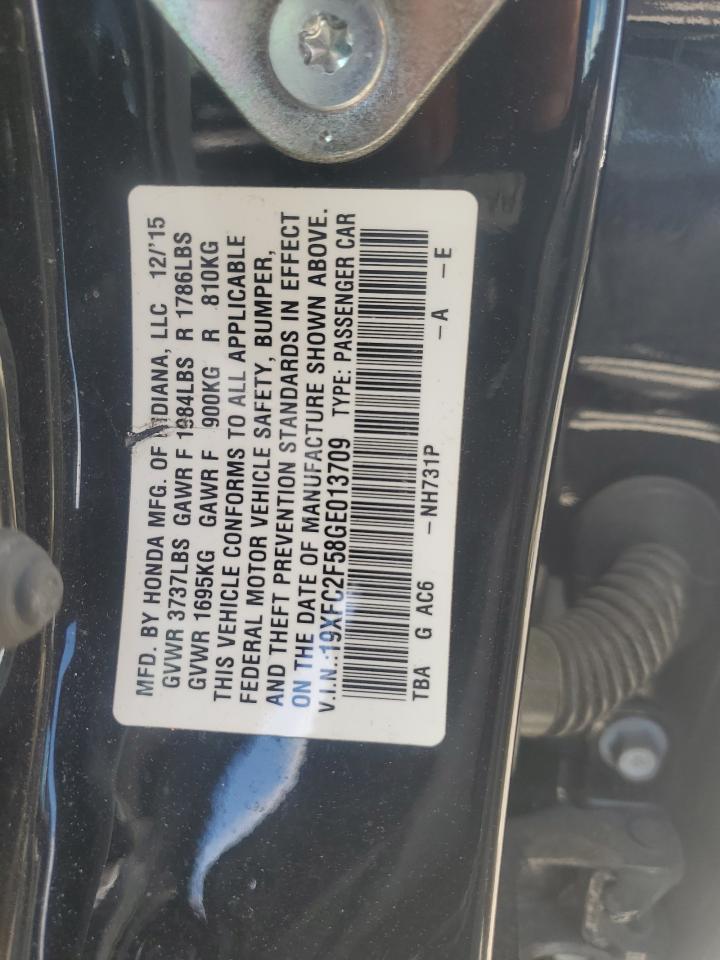 MFD. BY HONDA MFG. OF INDIANA, LLC 12/'15
GVWR 3737LBS GAWR F 1984LBS R 1786LBS
GVWR 1695KG GAWR F 900KG R 810KG
THIS VEHICLE CONFORMS TO ALL APPLICABLE
FEDERAL MOTOR VEHICLE SAFETY, BUMPER,
AND THEFT PREVENTION STANDARDS IN EFFECT
ON THE DATE OF MANUFACTURE SHOWN ABOVE.
V.I.N.:19XFC2F58GE013709 TYPE: PASSENGER CAR
TBA G AC6 -NH731P -A -E